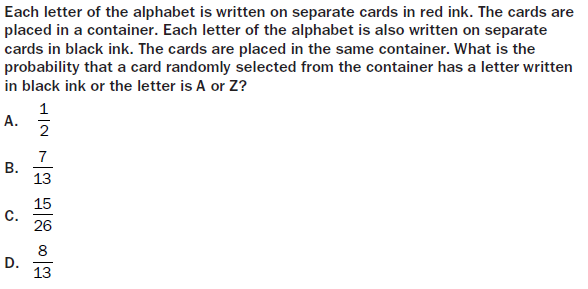 Each letter of the alphabet is written on separate cards in red ink. The cards are
placed in a container. Each letter of the alphabet is also written on separate
cards in black ink. The cards are placed in the same container. What is the
probability that a card randomly selected from the container has a letter written
in black ink or the letter is A or Z?
A. 1/2
B. 7/13
C. 15/26
D. 8/13